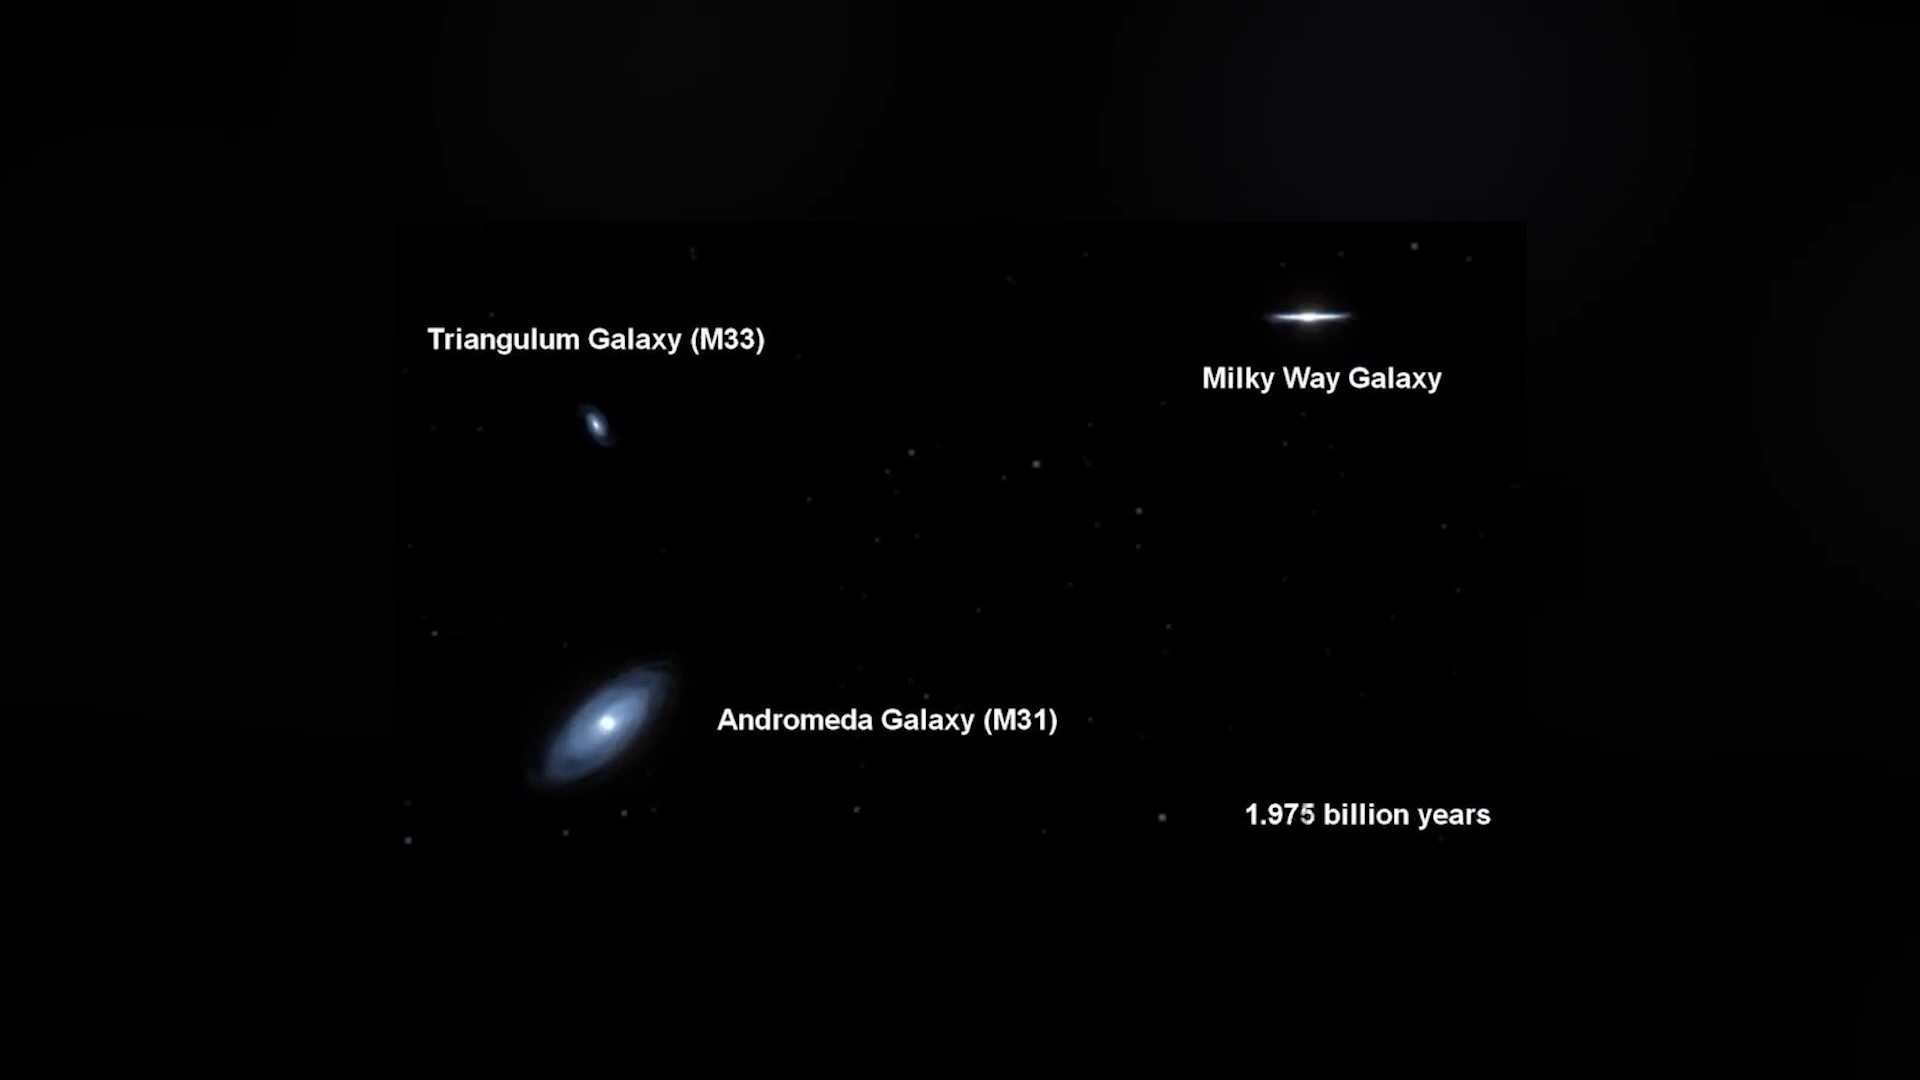 Triangulum Galaxy (M33)
Milky Way Galaxy
Andromeda Galaxy (M31)
1.975 billion years